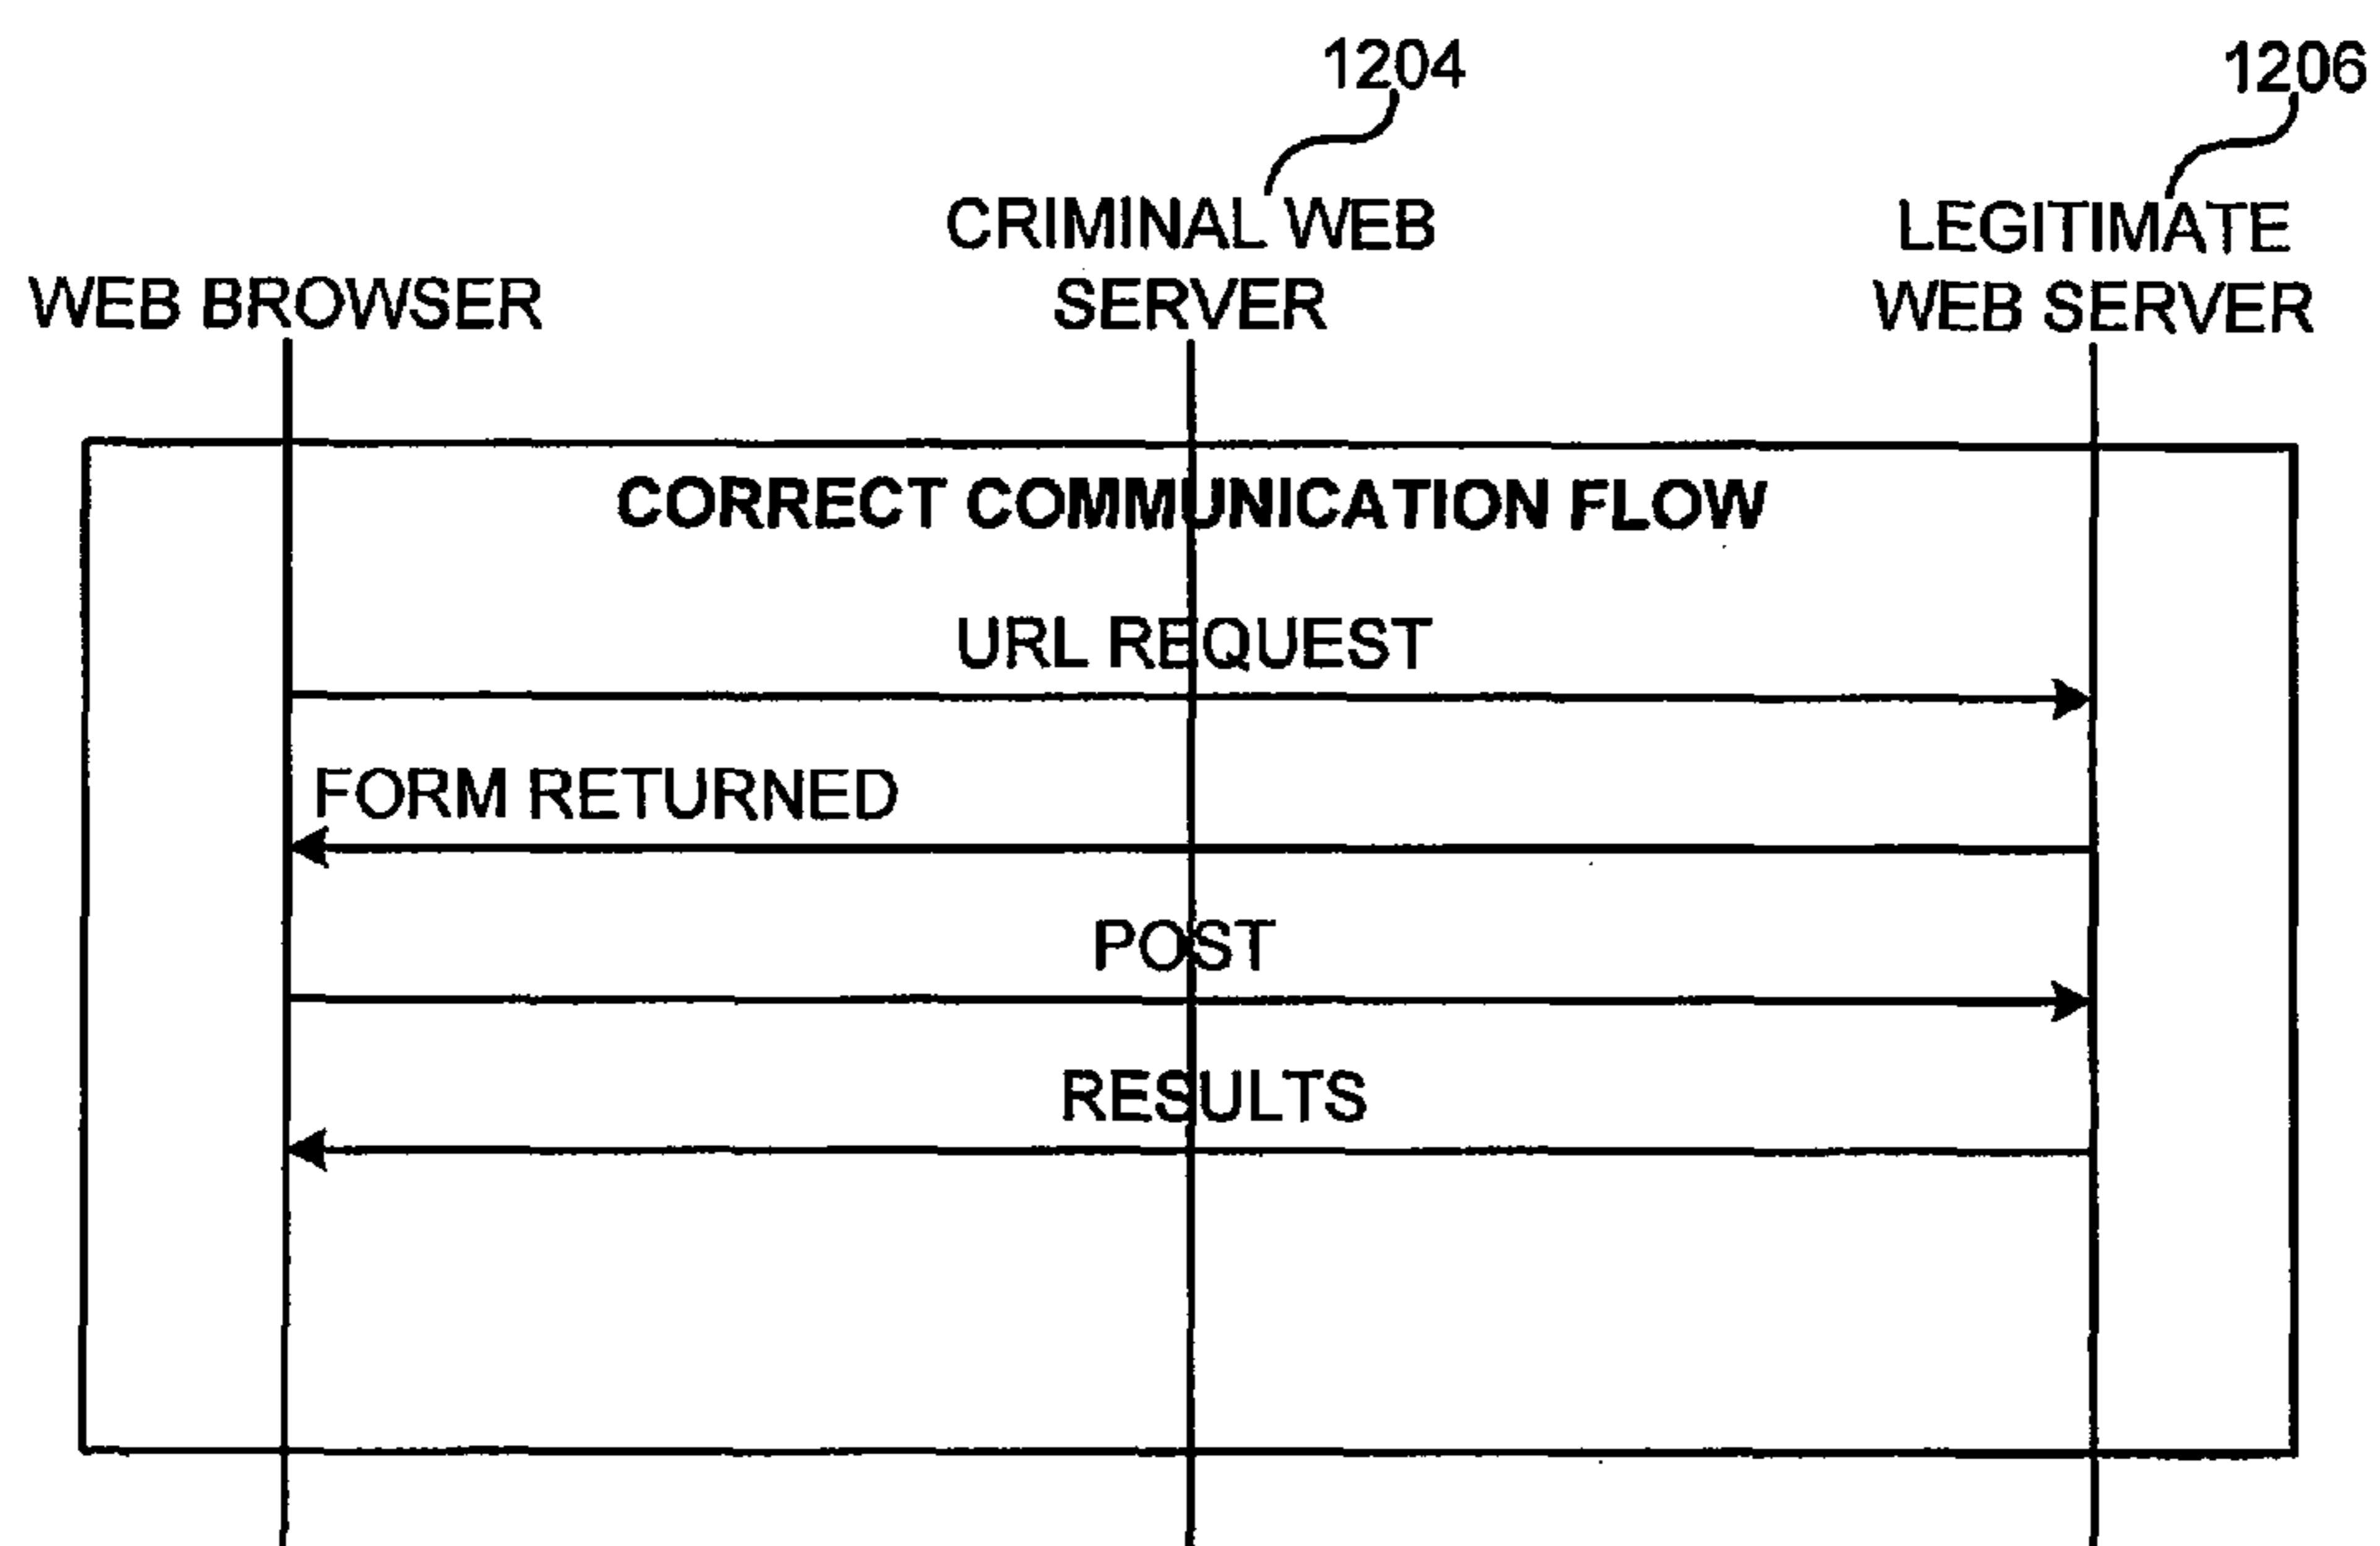 1204
1206
CRIMINAL WEB
SERVER
LEGITIMATE
WEB SERVER
WEB BROWSER
CORRECT COMMUNICATION FLOW
URL REQUEST
FORM RETURNED
POST
RESULTS